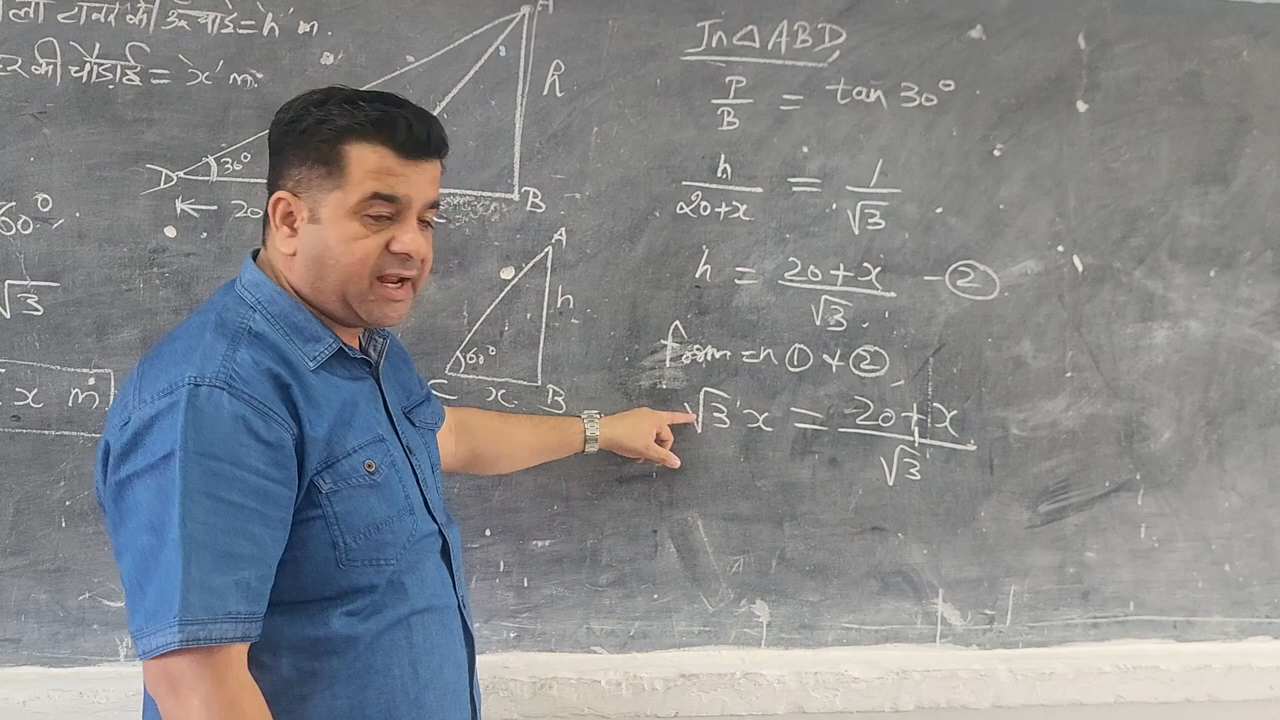 टावर की ऊंचाई = h m.
की चौड़ाई = 'x' m.
60°
√3
x m.
A
h
D 30°
20
B
A
h
60°
C x B
In △ ABD
P/B = tan 30°
h/20+x = 1/√3
h = 20+x/√3 - ②
form =n ① + ②
√3 x = 20+x/√3